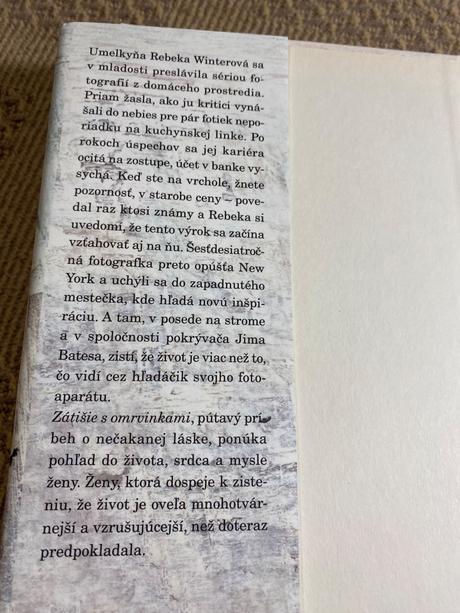 Umelkyňa Rebeka Winterová sa
v mladosti preslávila sériou fo-
tografií z domáceho prostredia.
Priam žasla, ako ju kritici vyná-
šali do nebies pre pár fotiek nepo-
riadku na kuchynskej linke. Po
rokoch úspechov sa jej kariéra
ocitá na zostupe, účet v banke vy-
sychá. Keď ste na vrchole, žnete
pozornosť, v starobe ceny – pove-
dal raz ktosi známy a Rebeka si
uvedomí, že tento výrok sa začína
vzťahovať aj na ňu. Šesťdesiatroč-
ná fotografka preto opúšťa New
York a uchýli sa do zapadnutého
mestečka, kde hľadá novú inšpi-
ráciu. A tam, v posede na strome
a v spoločnosti pokrývača Jima
Batesa, zistí, že život je viac než to,
čo vidí cez hľadáčik svojho foto-
aparátu.
Zátišie s omrvinkami, pútavý prí-
beh o nečakanej láske, ponúka
pohľad do života, srdca a mysle
ženy. Ženy, ktorá dospeje k ziste-
niu, že život je oveľa mnohotvár-
nejší a vzrušujúcejší, než doteraz
predpokladala.